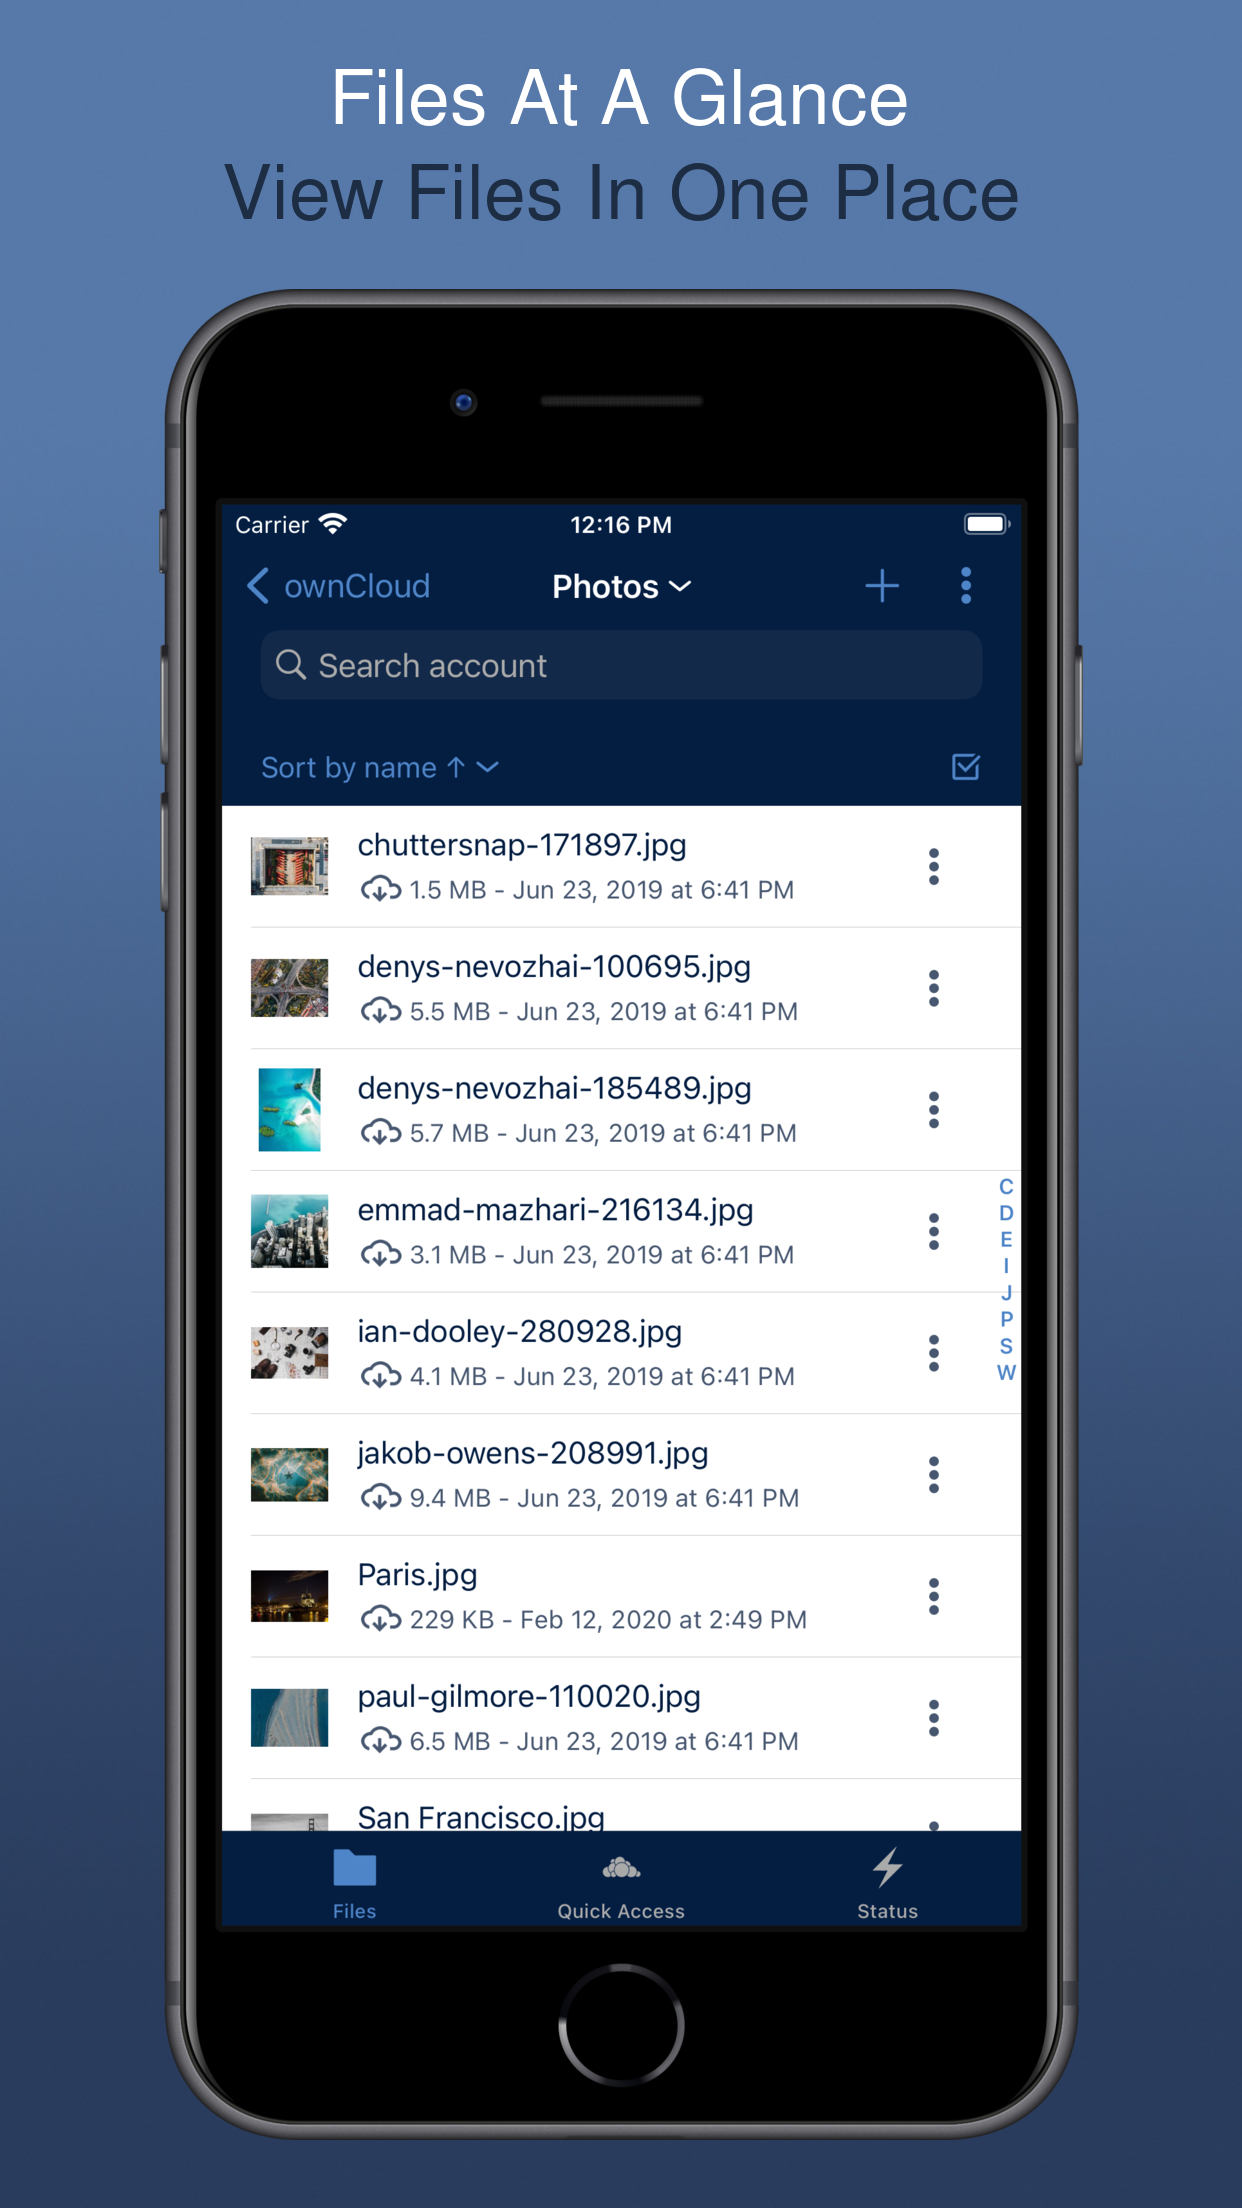 Files At A Glance
View Files In One Place
Carrier 12:16 PM
ownCloud Photos
Search account
Sort by name ↑
chuttersnap-171897.jpg
1.5 MB - Jun 23, 2019 at 6:41 PM
denys-nevozhai-100695.jpg
5.5 MB - Jun 23, 2019 at 6:41 PM
denys-nevozhai-185489.jpg
5.7 MB - Jun 23, 2019 at 6:41 PM
emmad-mazhari-216134.jpg
3.1 MB - Jun 23, 2019 at 6:41 PM
ian-dooley-280928.jpg
4.1 MB - Jun 23, 2019 at 6:41 PM
jakob-owens-208991.jpg
9.4 MB - Jun 23, 2019 at 6:41 PM
Paris.jpg
229 KB - Feb 12, 2020 at 2:49 PM
paul-gilmore-110020.jpg
6.5 MB - Jun 23, 2019 at 6:41 PM
San Francisco.jpg
C
D
E
I
J
P
S
W
Files Quick Access Status